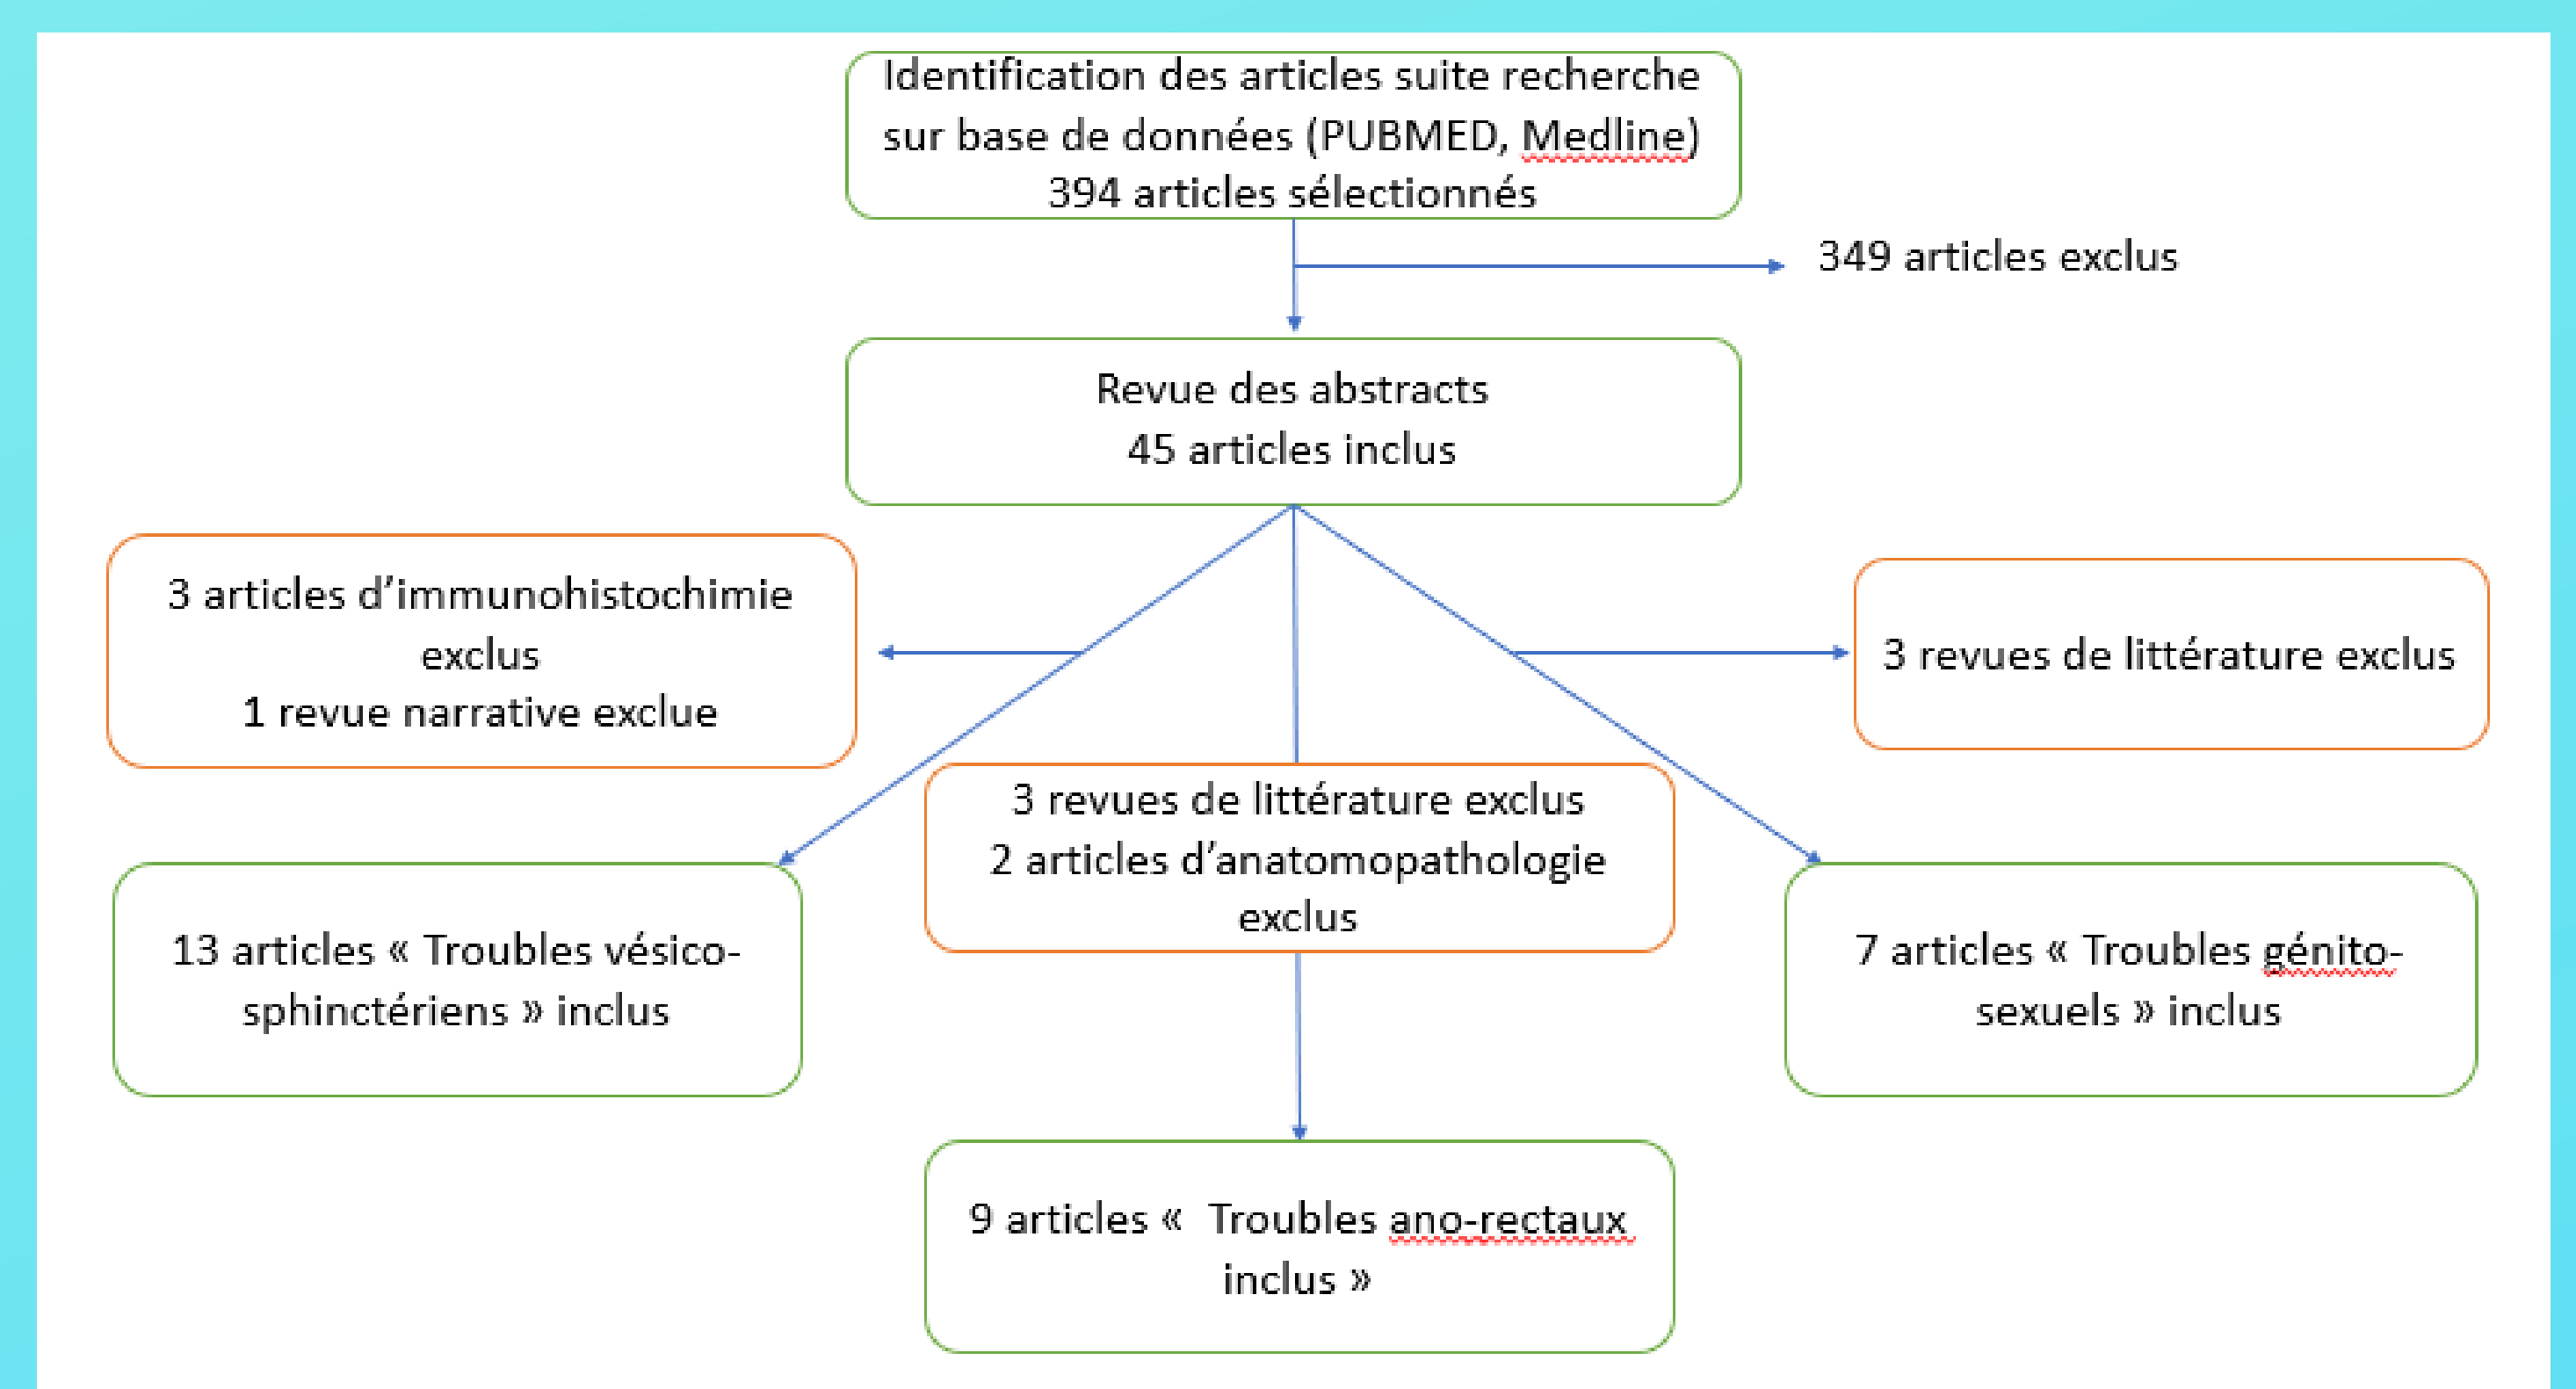 Identification des articles suite recherche
sur base de données (PUBMED, Medline)
394 articles sélectionnés
349 articles exclus
Revue des abstracts
45 articles inclus
3 articles d’immunohistochimie
exclus
1 revue narrative exclue
3 revues de littérature exclus
3 revues de littérature exclus
2 articles d’anatomopathologie
exclus
13 articles « Troubles vésico-
sphinctériens » inclus
7 articles « Troubles génito-
sexuels » inclus
9 articles «  Troubles ano-rectaux
inclus »